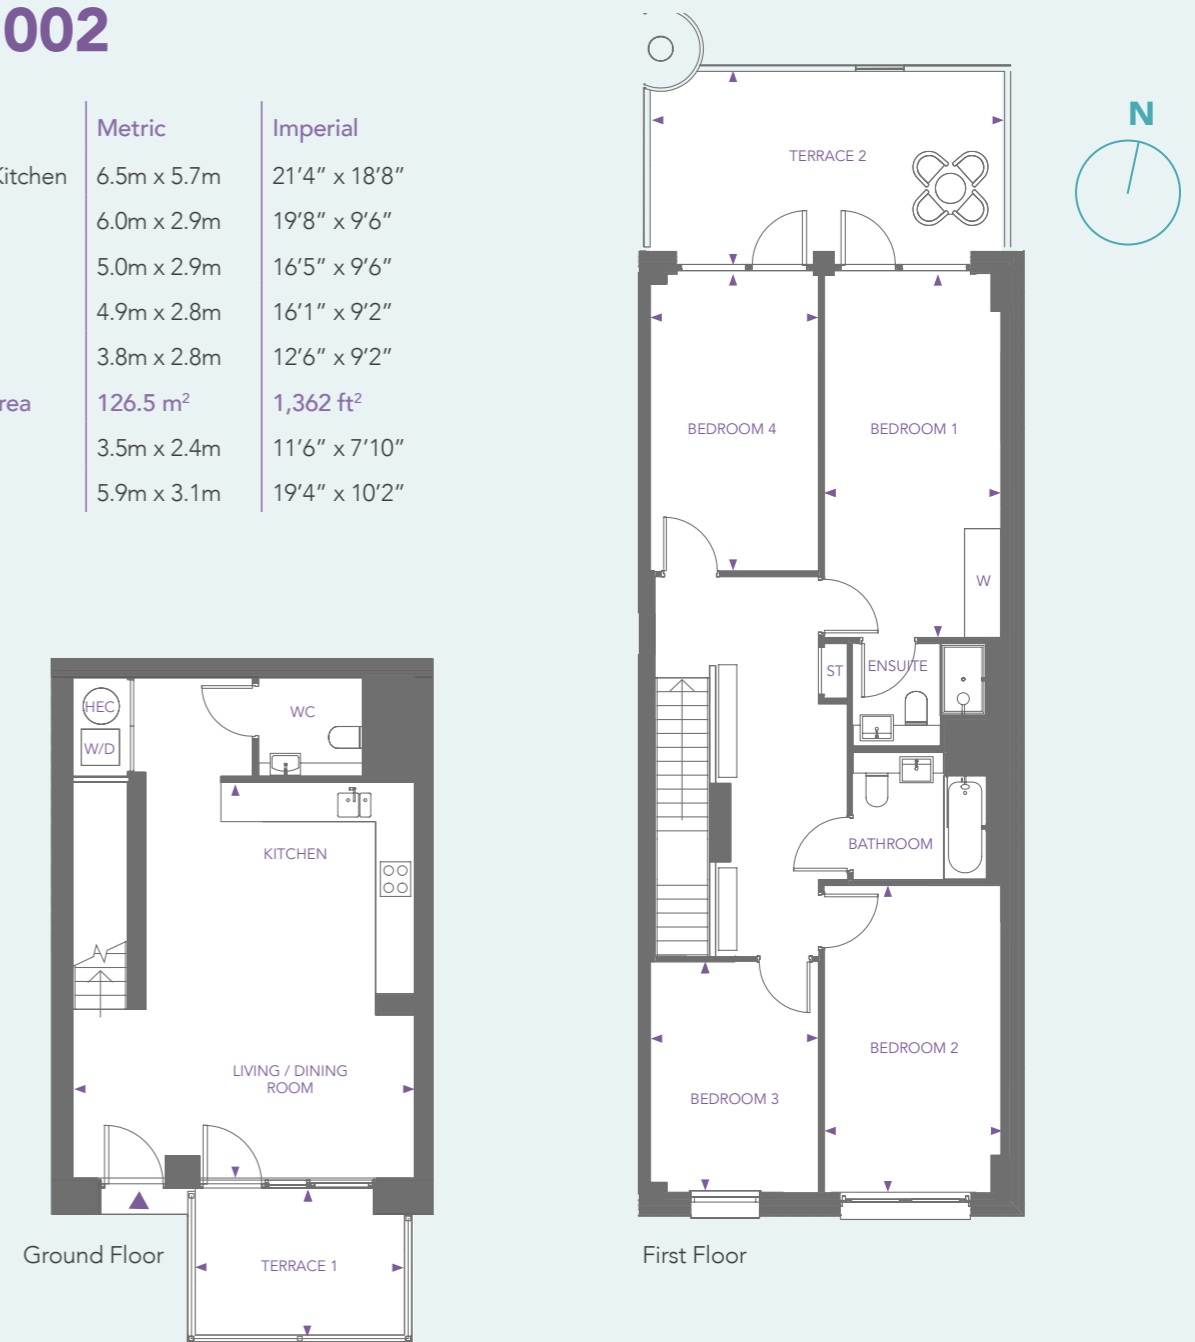 002
Metric Imperial
Kitchen 6.5m x 5.7m 21’4” x 18’8”
6.0m x 2.9m 19’8” x 9’6”
5.0m x 2.9m 16’5” x 9’6”
4.9m x 2.8m 16’1” x 9’2”
3.8m x 2.8m 12’6” x 9’2”
rea 126.5 m² 1,362 ft²
3.5m x 2.4m 11’6” x 7’10”
5.9m x 3.1m 19’4” x 10’2”
N
TERRACE 2
BEDROOM 4
BEDROOM 1
W
ST
ENSUITE
BATHROOM
BEDROOM 2
BEDROOM 3
First Floor
HEC
W/D
WC
KITCHEN
LIVING / DINING
ROOM
TERRACE 1
Ground Floor